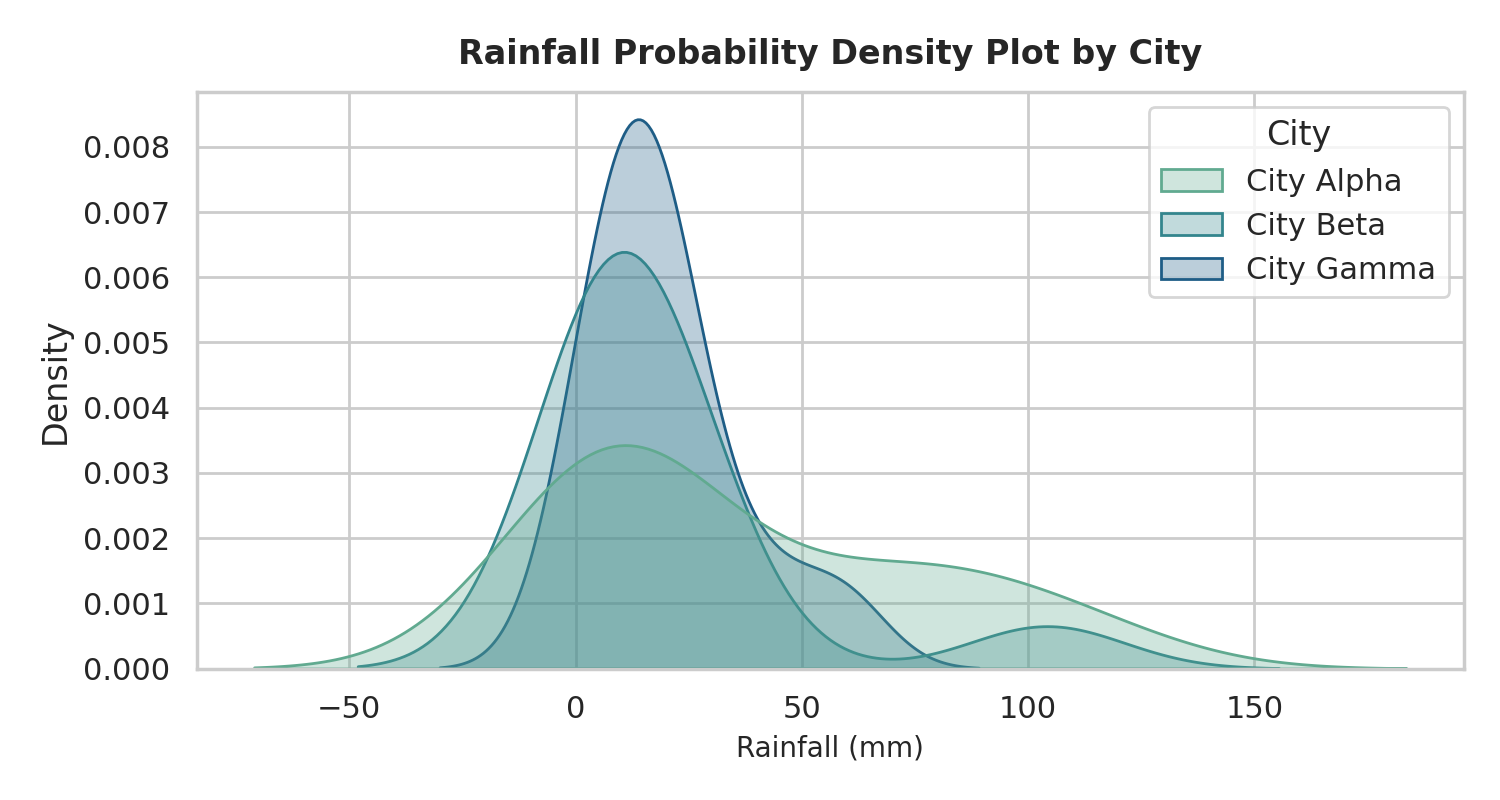 Rainfall Probability Density Plot by City
City
City Alpha
City Beta
City Gamma
Density
0.008
0.007
0.006
0.005
0.004
0.003
0.002
0.001
0.000
−50 0 50 100 150
Rainfall (mm)